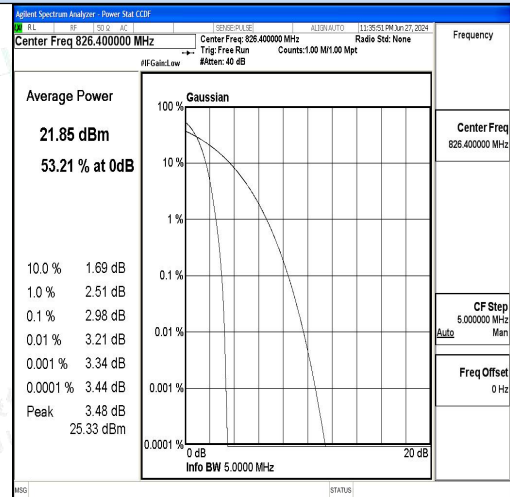 Agilent Spectrum Analyzer - Power Stat CCDF
RL RF 50 Ω AC SENSE:PULSE ALIGN AUTO 11:35:51 PM Jun 27, 2024
Center Freq 826.400000 MHz
Center Freq: 826.400000 MHz Radio Std: None
Trig: Free Run Counts:1.00 M/1.00 Mpt
#IFGain:Low #Atten: 40 dB
Frequency
Average Power
21.85 dBm
53.21 % at 0dB
10.0 % 1.69 dB
1.0 % 2.51 dB
0.1 % 2.98 dB
0.01 % 3.21 dB
0.001 % 3.34 dB
0.0001 % 3.44 dB
Peak 3.48 dB
25.33 dBm
Gaussian
100 %
10 %
1 %
0.1 %
0.01 %
0.001 %
0.0001 %
0 dB 20 dB
Info BW 5.0000 MHz
Center Freq
826.400000 MHz
CF Step
5.000000 MHz
Auto Man
Freq Offset
0 Hz
MSG STATUS